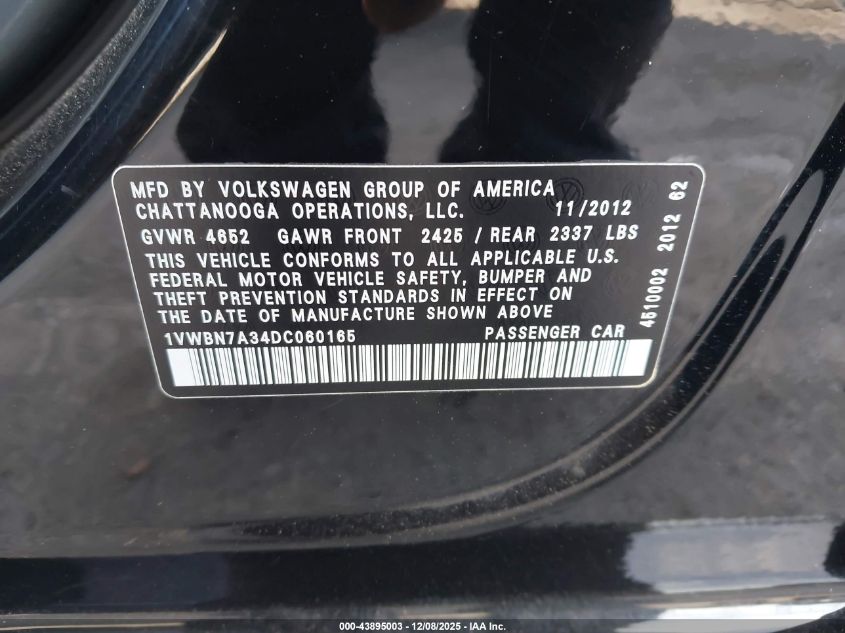 MFD BY VOLKSWAGEN GROUP OF AMERICA
CHATTANOOGA OPERATIONS, LLC. 11/2012
GVWR 4652 GAWR FRONT 2425 / REAR 2337 LBS
THIS VEHICLE CONFORMS TO ALL APPLICABLE U.S.
FEDERAL MOTOR VEHICLE SAFETY, BUMPER AND
THEFT PREVENTION STANDARDS IN EFFECT ON
THE DATE OF MANUFACTURE SHOWN ABOVE
1VWBN7A34DC060165 PASSENGER CAR
4510002 2012 62
000-43895003 - 12/08/2025 - IAA Inc.